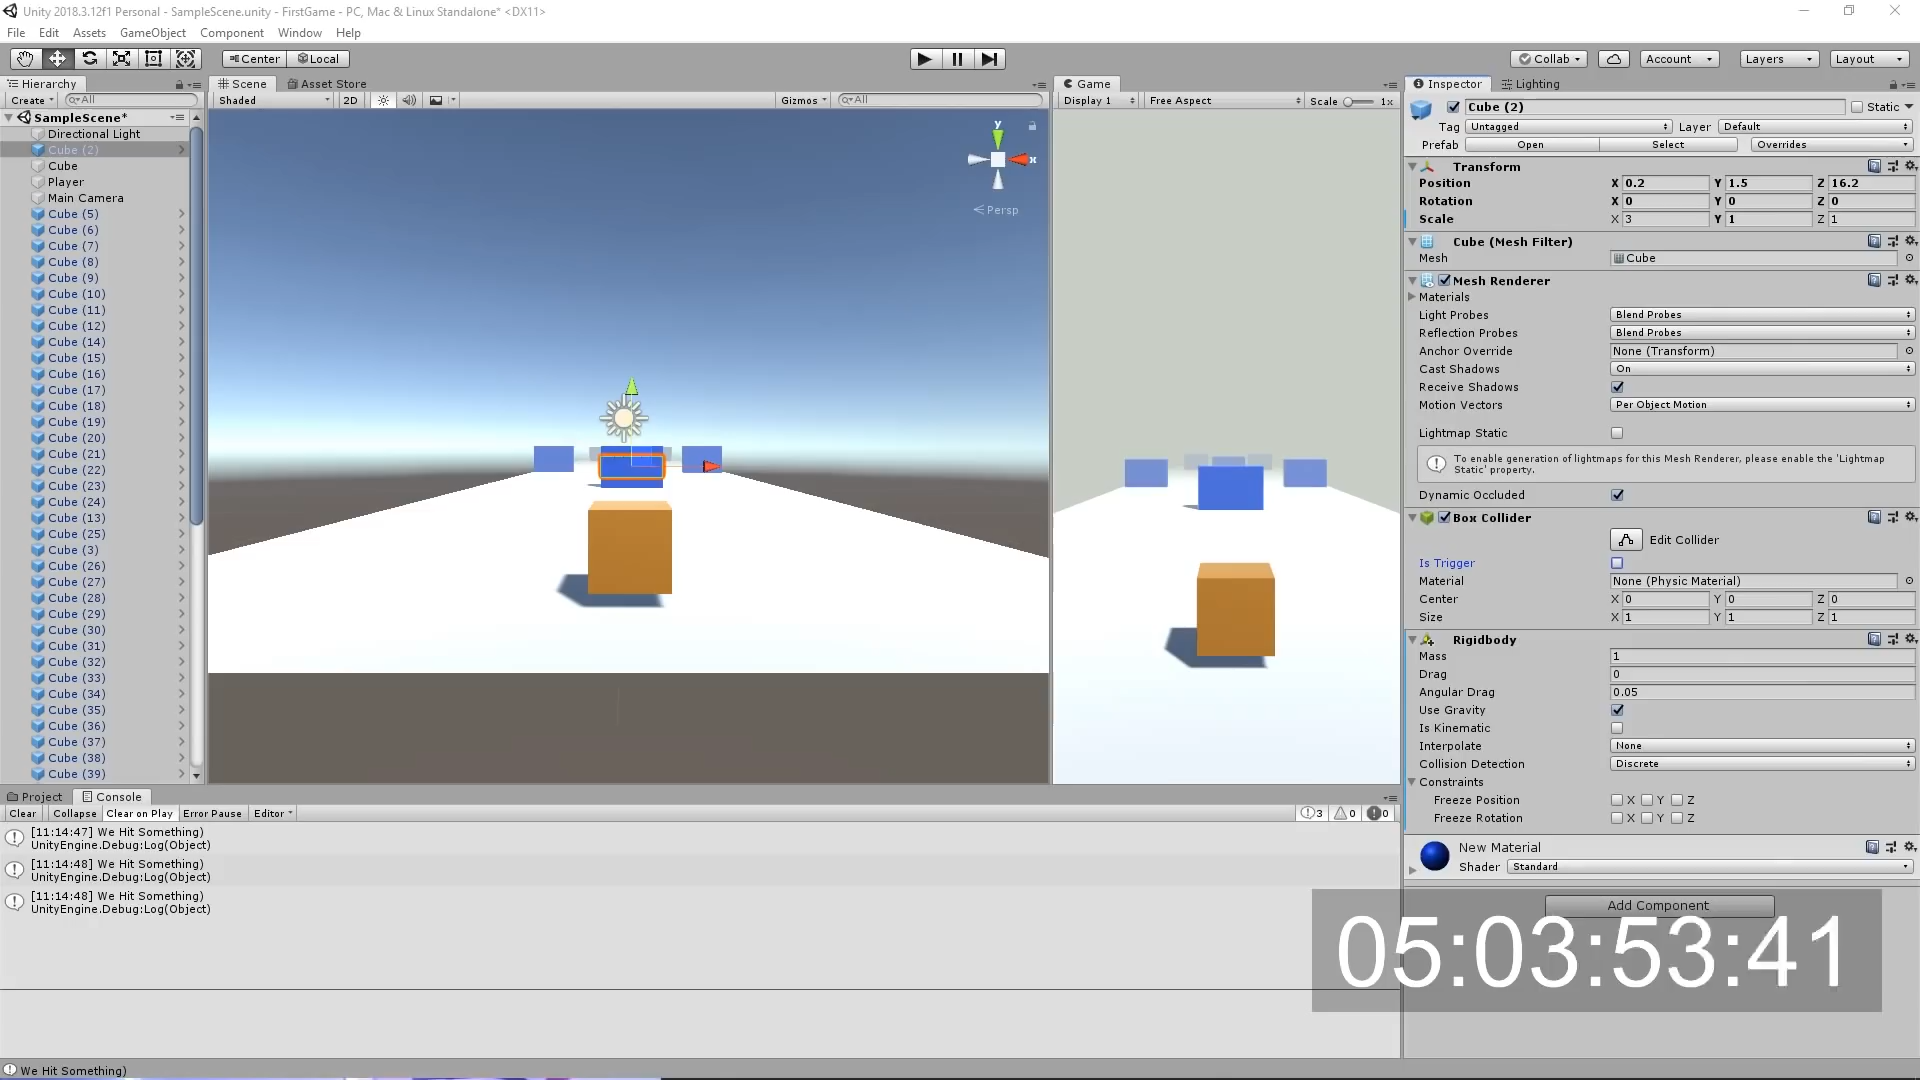 Unity 2018.3.12f1 Personal - SampleScene.unity - FirstGame - PC, Mac & Linux Standalone* <DX11>
File Edit Assets GameObject Component Window Help
Center Local Collab Account Layers Layout
Hierarchy Scene Asset Store Game Inspector Lighting
Create All Shaded 2D Gizmos All Display 1 Free Aspect Scale 1x
SampleScene*
Directional Light
Cube (2)
Cube
Player
Main Camera
Cube (5)
Cube (6)
Cube (7)
Cube (8)
Cube (9)
Cube (10)
Cube (11)
Cube (12)
Cube (14)
Cube (15)
Cube (16)
Cube (17)
Cube (18)
Cube (19)
Cube (20)
Cube (21)
Cube (22)
Cube (23)
Cube (24)
Cube (13)
Cube (25)
Cube (3)
Cube (26)
Cube (27)
Cube (28)
Cube (29)
Cube (30)
Cube (31)
Cube (32)
Cube (33)
Cube (34)
Cube (35)
Cube (36)
Cube (37)
Cube (38)
Cube (39)
y
x
Persp
Cube (2) Static
Tag Untagged Layer Default
Prefab Open Select Overrides
Transform
Position X 0.2 Y 1.5 Z 16.2
Rotation X 0 Y 0 Z 0
Scale X 3 Y 1 Z 1
Cube (Mesh Filter)
Mesh Cube
Mesh Renderer
Materials
Light Probes Blend Probes
Reflection Probes Blend Probes
Anchor Override None (Transform)
Cast Shadows On
Receive Shadows
Motion Vectors Per Object Motion
Lightmap Static
To enable generation of lightmaps for this Mesh Renderer, please enable the 'Lightmap
Static' property.
Dynamic Occluded
Box Collider
Edit Collider
Is Trigger
Material None (Physic Material)
Center X 0 Y 0 Z 0
Size X 1 Y 1 Z 1
Rigidbody
Mass 1
Drag 0
Angular Drag 0.05
Use Gravity
Is Kinematic
Interpolate None
Collision Detection Discrete
Constraints
Freeze Position X Y Z
Freeze Rotation X Y Z
New Material
Shader Standard
Add Component
05:03:53:41
Project Console
Clear Collapse Clear on Play Error Pause Editor 3 0 0
[11:14:47] We Hit Something)
UnityEngine.Debug:Log(Object)
[11:14:48] We Hit Something)
UnityEngine.Debug:Log(Object)
[11:14:48] We Hit Something)
UnityEngine.Debug:Log(Object)
We Hit Something)